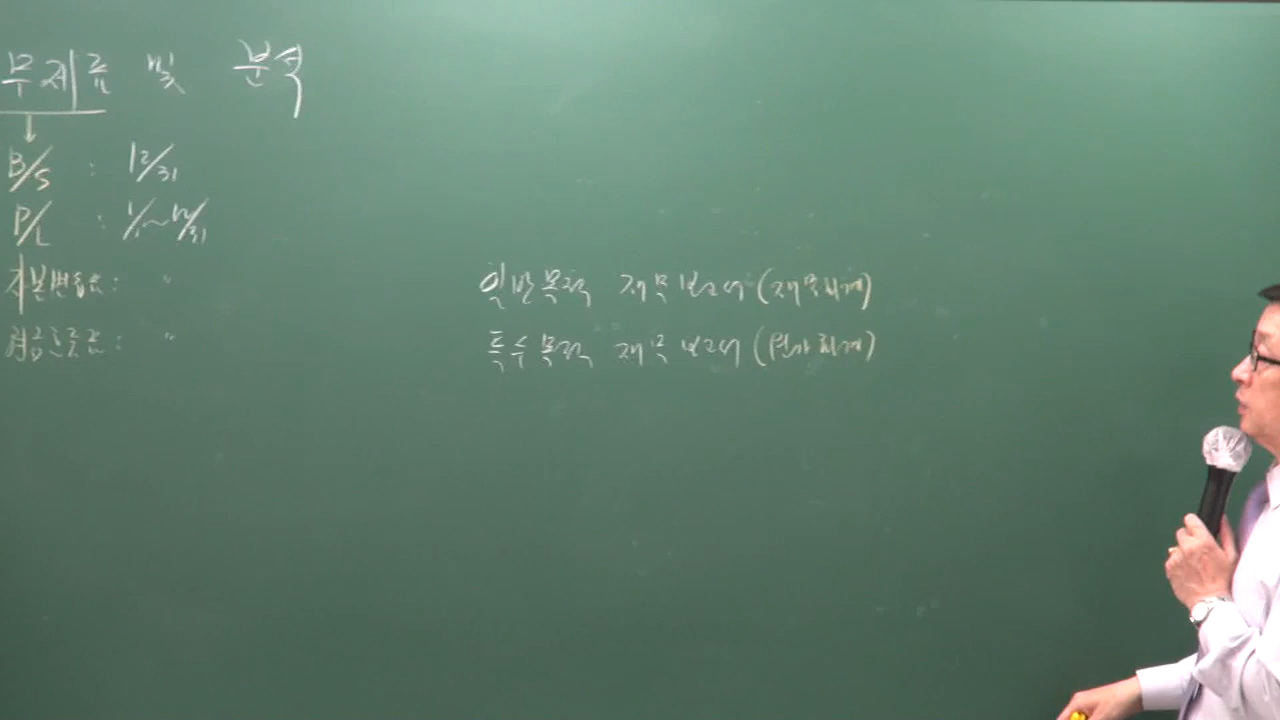 무제표 및 분석
B/S : 12/31
P/L : 1/1~12/31
자본변동표 : "
현금흐름표 : "
일반목적 재무보고서 (재무회계)
특수목적 재무보고서 (원가회계)